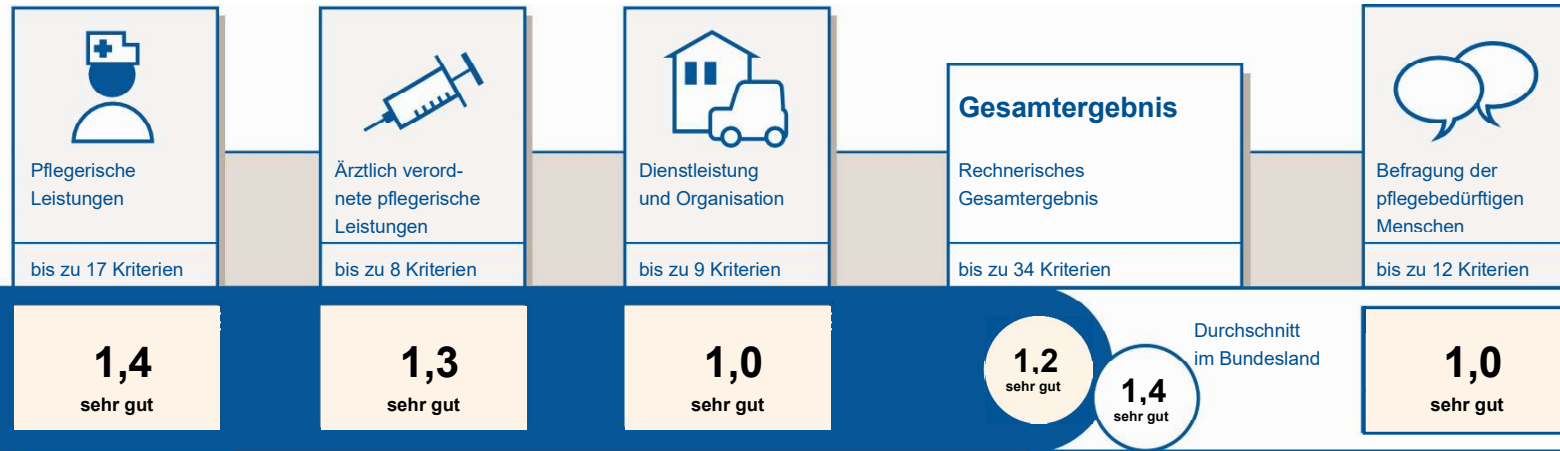 Pflegerische
Leistungen
bis zu 17 Kriterien
1,4
sehr gut
Ärztlich verord-
nete pflegerische
Leistungen
bis zu 8 Kriterien
1,3
sehr gut
Dienstleistung
und Organisation
bis zu 9 Kriterien
1,0
sehr gut
Gesamtergebnis
Rechnerisches
Gesamtergebnis
bis zu 34 Kriterien
1,2
sehr gut
1,4
sehr gut
Durchschnitt
im Bundesland
Befragung der
pflegebedürftigen
Menschen
bis zu 12 Kriterien
1,0
sehr gut